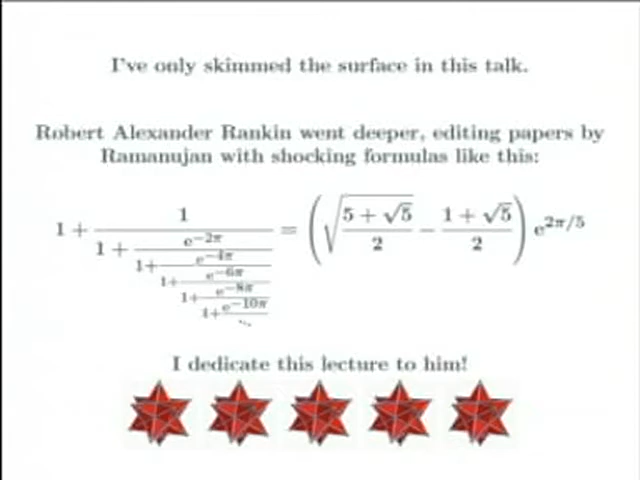 I've only skimmed the surface in this talk.
Robert Alexander Rankin went deeper, editing papers by
Ramanujan with shocking formulas like this:
1 + 1 / (1 + e^{−2π} / (1 + e^{−4π} / (1 + e^{−6π} / (1 + e^{−8π} / (1 + e^{−10π} / ⋱))))) = (√((5 + √5)/2) − (1 + √5)/2) e^{2π/5}
I dedicate this lecture to him!